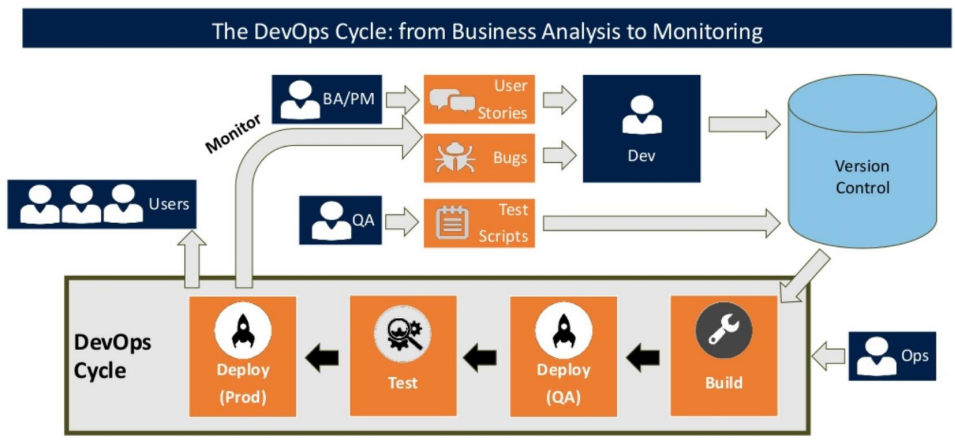 The DevOps Cycle: from Business Analysis to Monitoring
BA/PM
User
Stories
Monitor
Bugs
Dev
Version
Control
Users
QA
Test
Scripts
DevOps
Cycle
Deploy
(Prod)
Test
Deploy
(QA)
Build
Ops